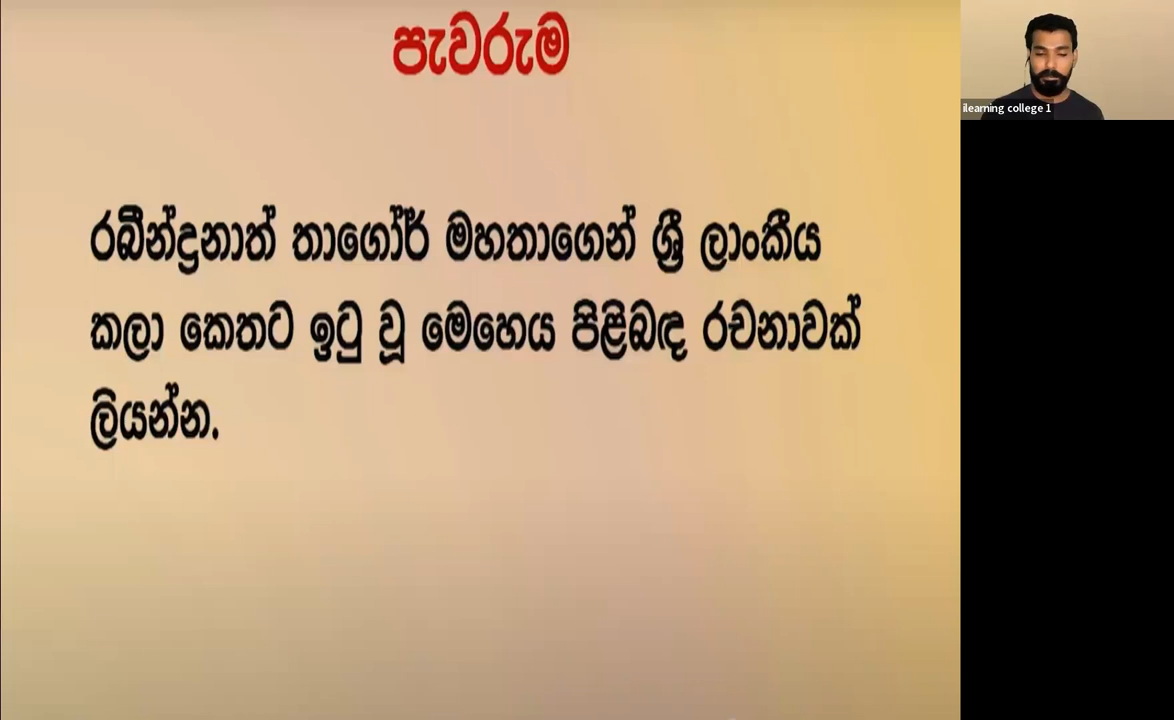 පැවරුම
රබීන්ද්‍රනාත් තාගෝර් මහතාගෙන් ශ්‍රී ලාංකීය
කලා කෙතට ඉටු වූ මෙහෙය පිළිබඳ රචනාවක්
ලියන්න.
ilearning college 1